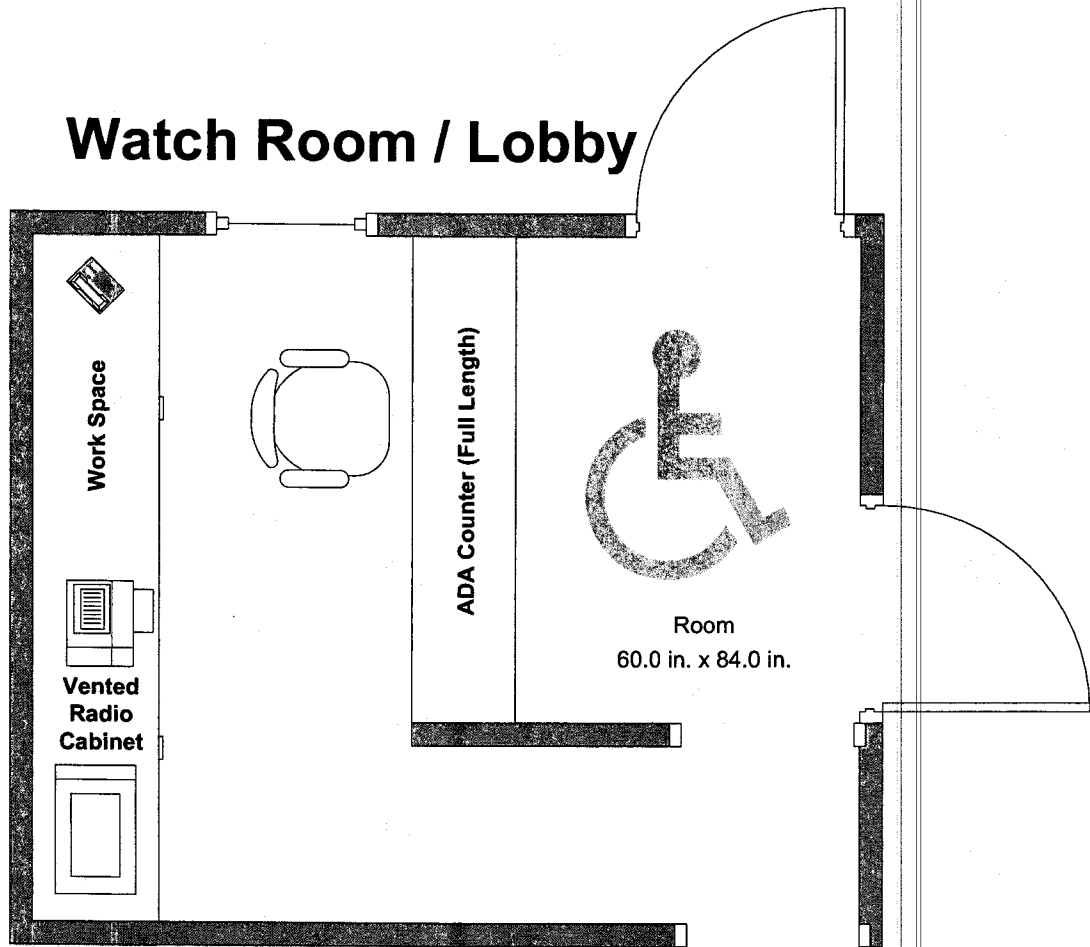 Watch Room / Lobby
Work Space
ADA Counter (Full Length)
Room
60.0 in. x 84.0 in.
Vented
Radio
Cabinet